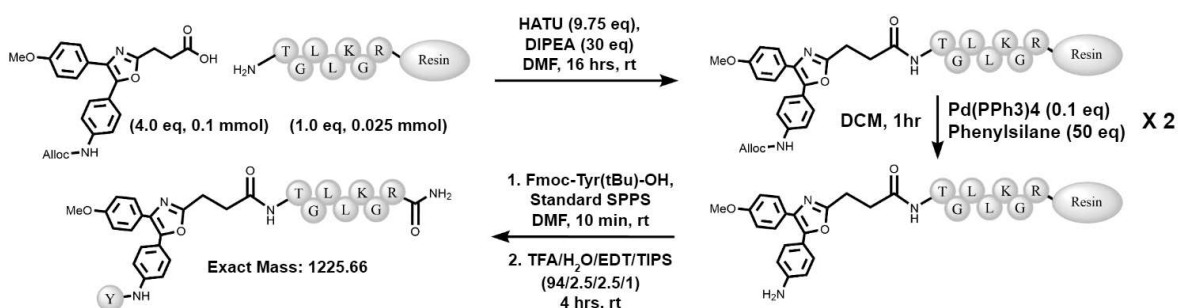 MeO
N
O
O
OH
Alloc
NH
(4.0 eq, 0.1 mmol)
H₂N
T L K R
G L G
Resin
(1.0 eq, 0.025 mmol)
HATU (9.75 eq),
DIPEA (30 eq)
DMF, 16 hrs, rt
MeO
N
O
O
N
H
T L K R
G L G
Resin
Alloc
NH
DCM, 1hr
Pd(PPh3)4 (0.1 eq)
Phenylsilane (50 eq)
X 2
MeO
N
O
O
N
H
T L K R
G L G
Resin
H₂N
1. Fmoc-Tyr(tBu)-OH,
Standard SPPS
DMF, 10 min, rt
2. TFA/H₂O/EDT/TIPS
(94/2.5/2.5/1)
4 hrs, rt
MeO
N
O
O
N
H
T L K R
G L G
NH₂
O
Exact Mass: 1225.66
Y
NH